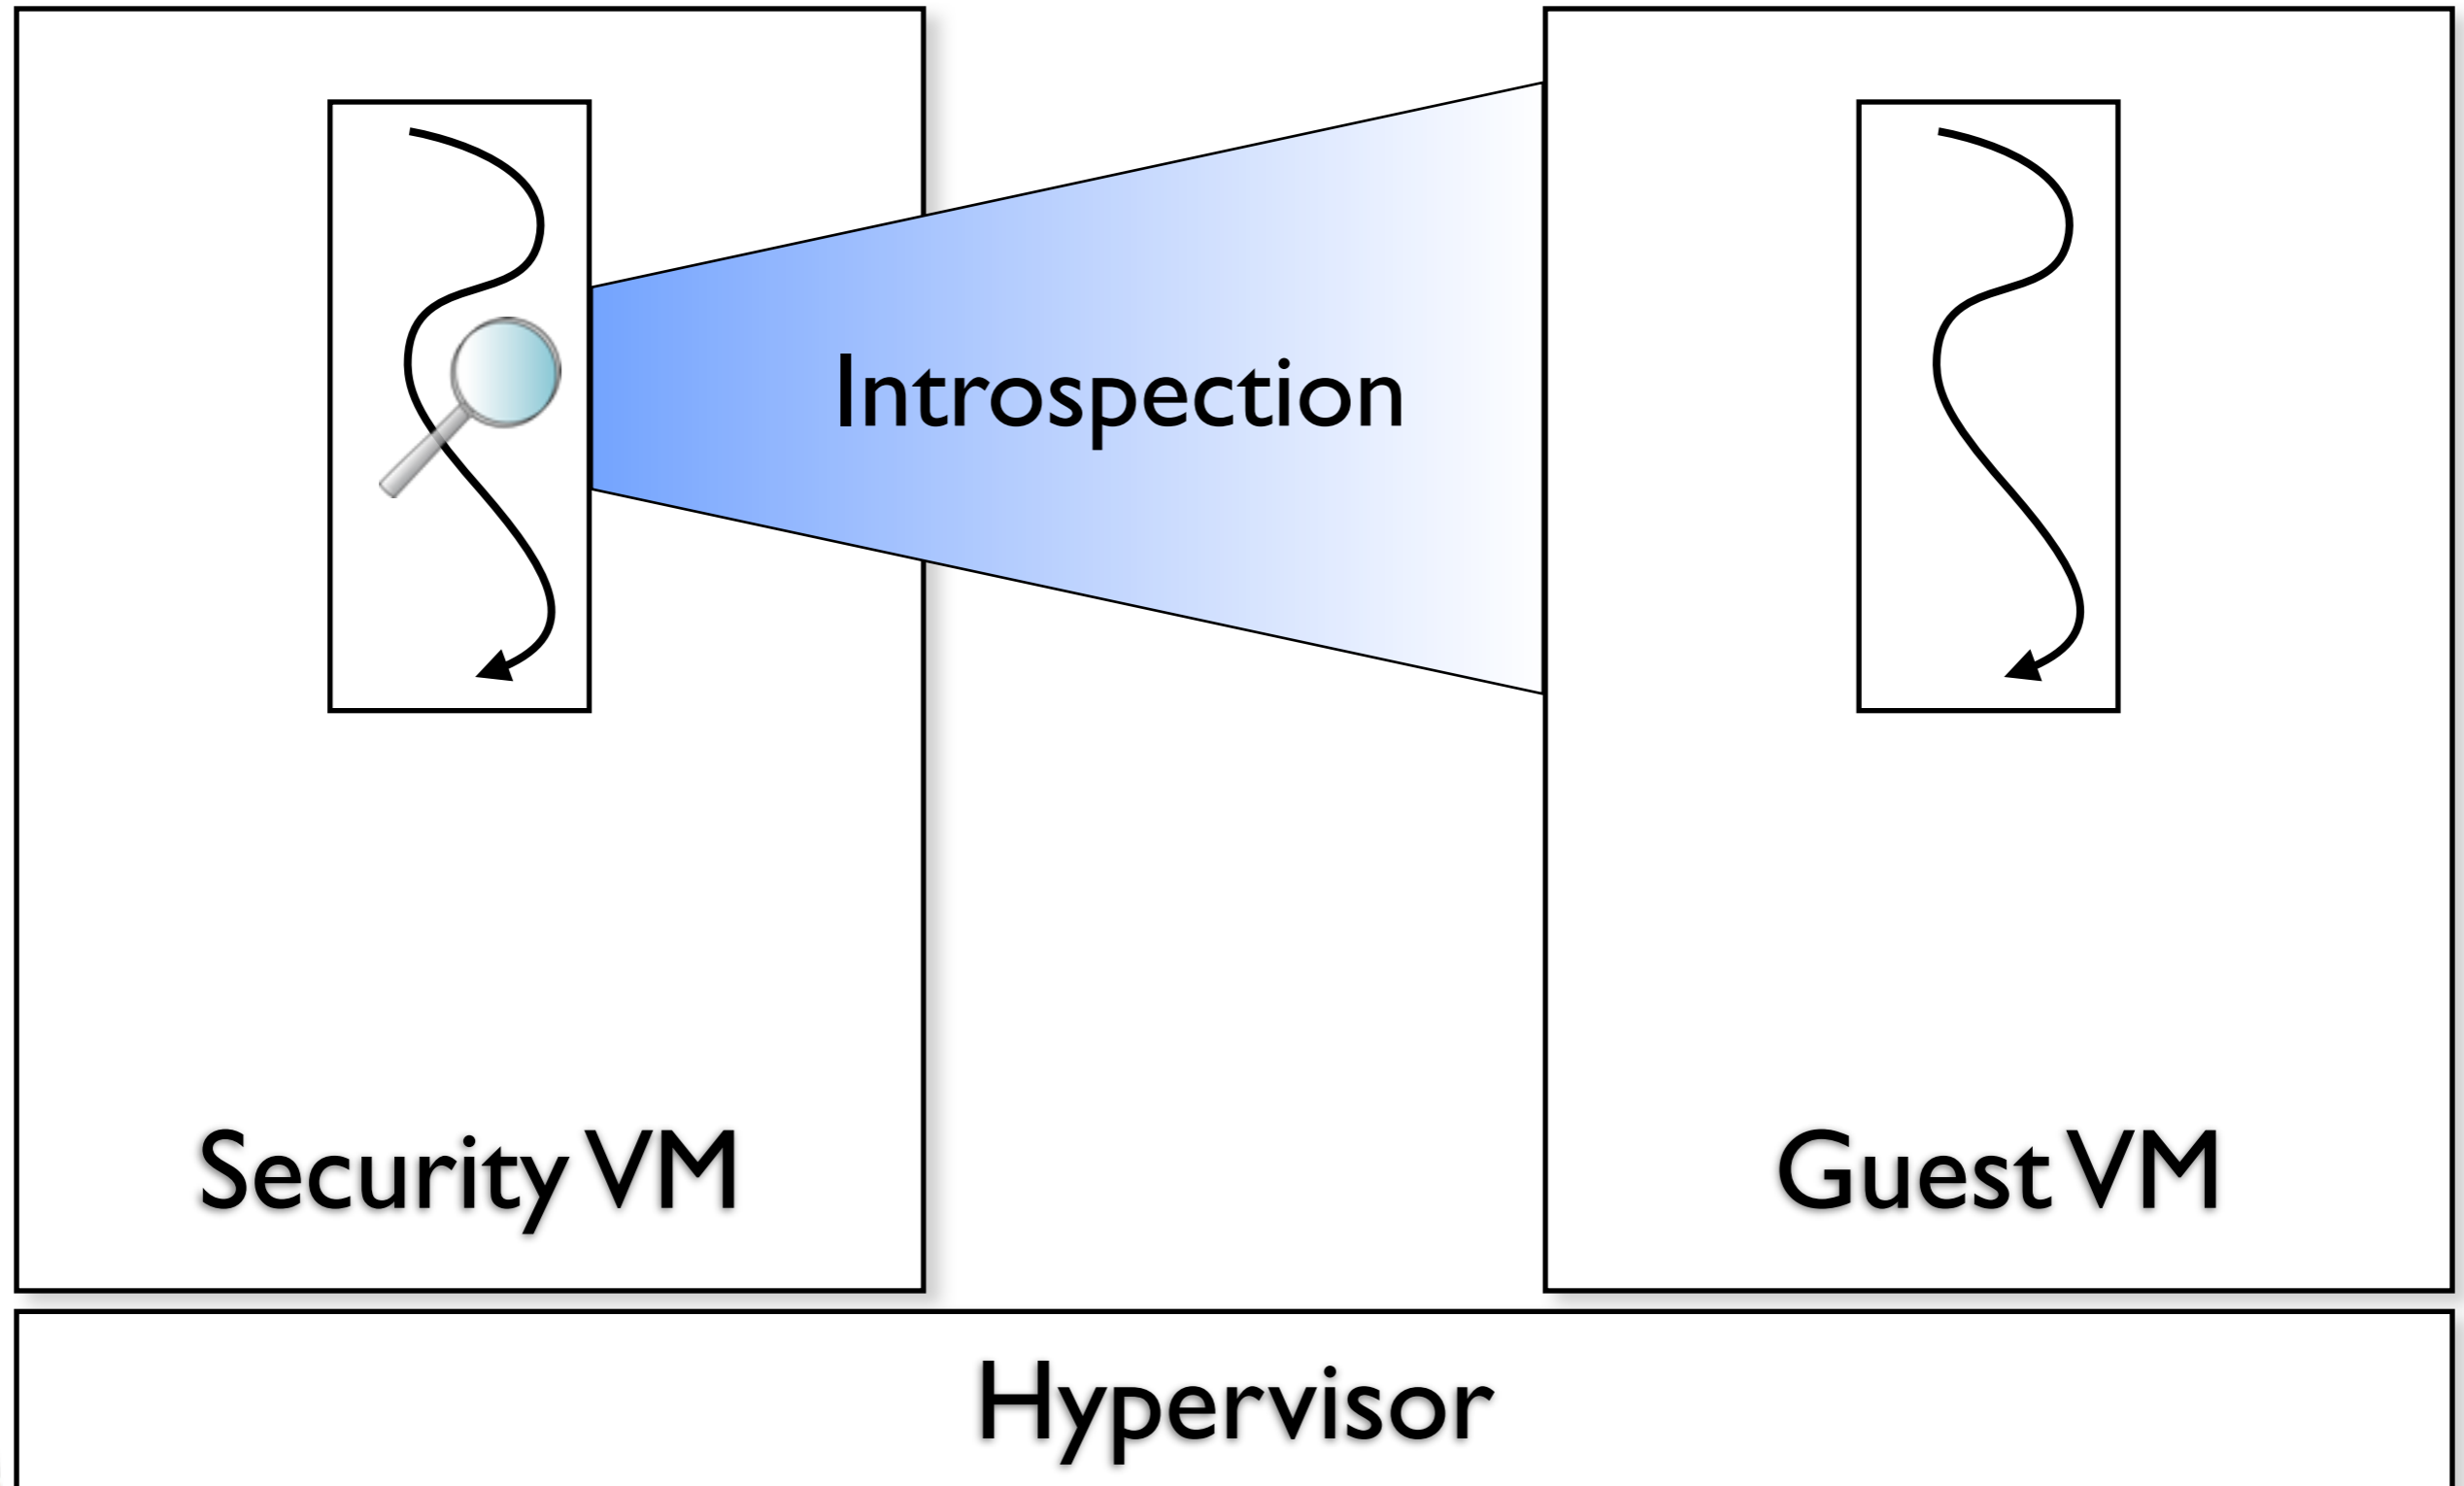 Introspection
Security VM
Guest VM
Hypervisor